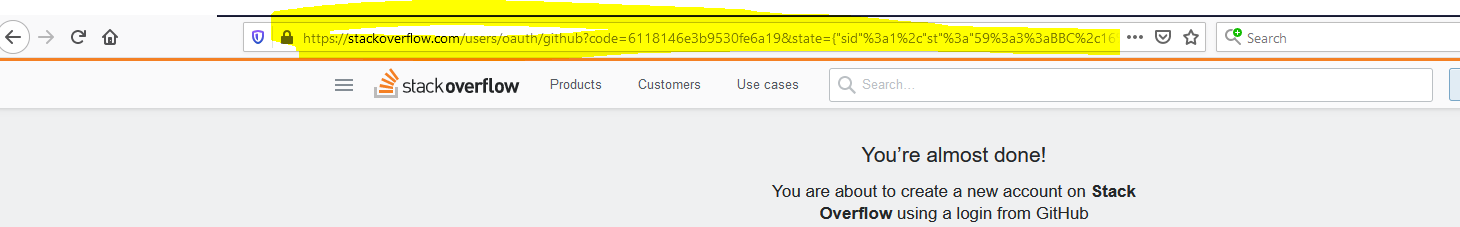 https://stackoverflow.com/users/oauth/github?code=6118146e3b9530fe6a19&state={"sid"%3a1%2c"st"%3a"59%3a3%3aBBC%2c16
Search
stackoverflow Products Customers Use cases Search...
You're almost done!
You are about to create a new account on Stack
Overflow using a login from GitHub